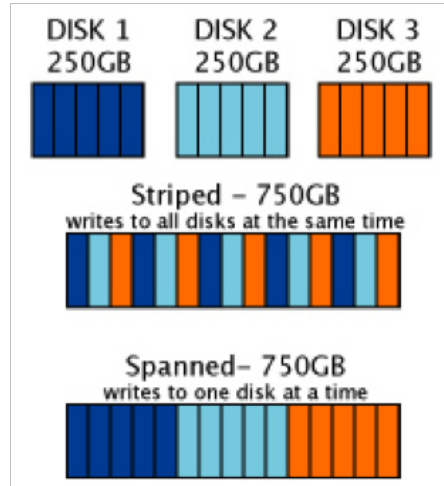 DISK 1 DISK 2 DISK 3
250GB 250GB 250GB
Striped – 750GB
writes to all disks at the same time
Spanned– 750GB
writes to one disk at a time